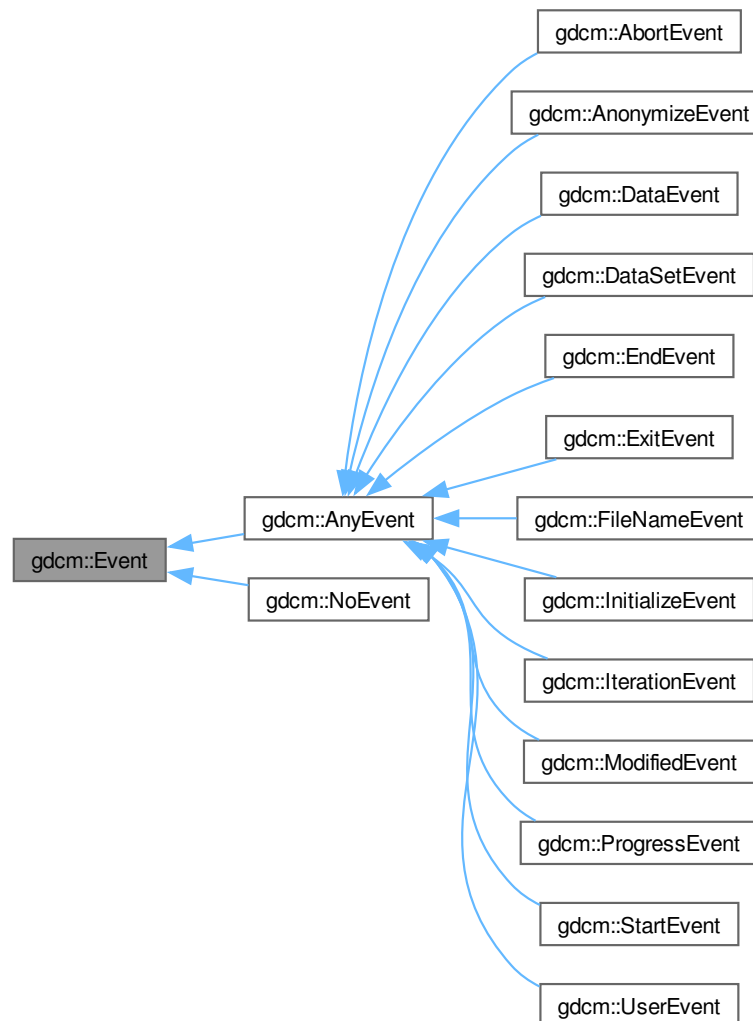 gdcm::AbortEvent
gdcm::AnonymizeEvent
gdcm::DataEvent
gdcm::DataSetEvent
gdcm::EndEvent
gdcm::ExitEvent
gdcm::AnyEvent
gdcm::FileNameEvent
gdcm::Event
gdcm::InitializeEvent
gdcm::NoEvent
gdcm::IterationEvent
gdcm::ModifiedEvent
gdcm::ProgressEvent
gdcm::StartEvent
gdcm::UserEvent